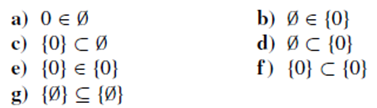 a) 0 ∈ Ø b) Ø ∈ {0}
c) {0} ⊂ Ø d) Ø ⊂ {0}
e) {0} ∈ {0} f) {0} ⊂ {0}
g) {Ø} ⊆ {Ø}